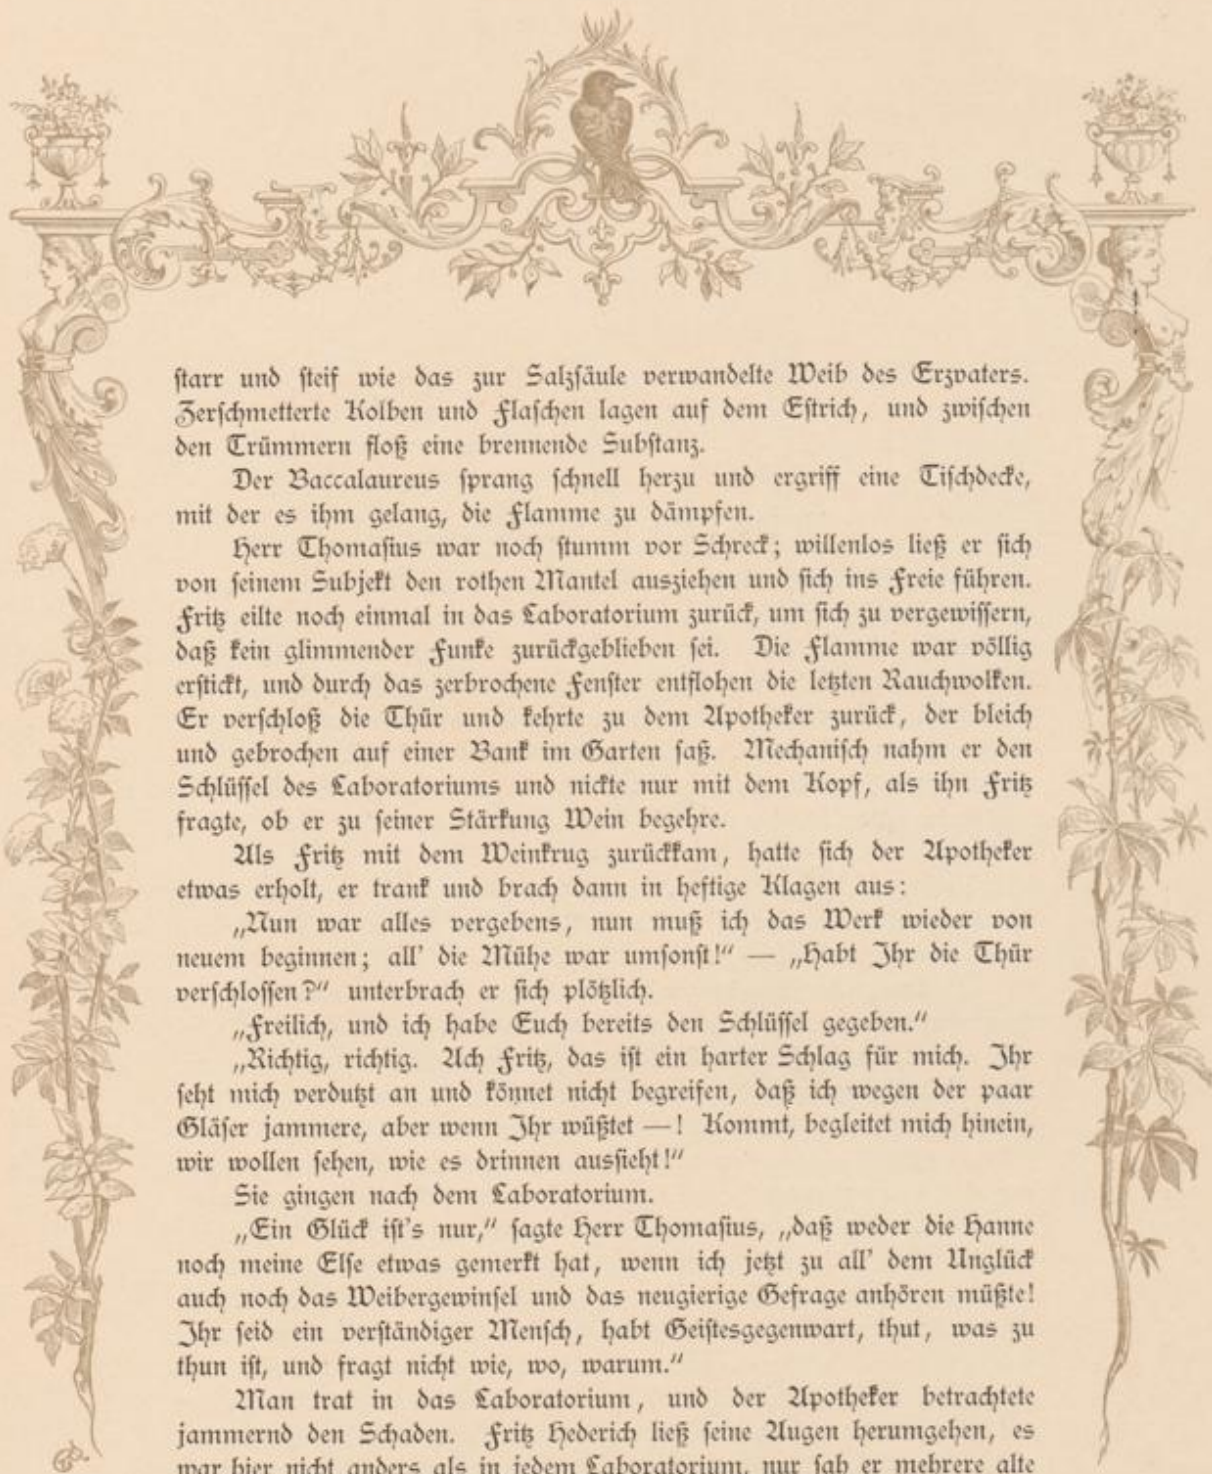 starr und steif wie das zur Salzsäule verwandelte Weib des Erzvaters.
Zerschmetterte Kolben und Flaschen lagen auf dem Estrich, und zwischen
den Trümmern floß eine brennende Substanz.
Der Baccalaureus sprang schnell herzu und ergriff eine Tischdecke,
mit der es ihm gelang, die Flamme zu dämpfen.
Herr Thomasius war noch stumm vor Schreck; willenlos ließ er sich
von seinem Subjekt den rothen Mantel ausziehen und sich ins Freie führen.
Fritz eilte noch einmal in das Laboratorium zurück, um sich zu vergewissern,
daß kein glimmender Funke zurückgeblieben sei. Die Flamme war völlig
erstickt, und durch das zerbrochene Fenster entflohen die letzten Rauchwolken.
Er verschloß die Thür und kehrte zu dem Apotheker zurück, der bleich
und gebrochen auf einer Bank im Garten saß. Mechanisch nahm er den
Schlüssel des Laboratoriums und nickte nur mit dem Kopf, als ihn Fritz
fragte, ob er zu seiner Stärkung Wein begehre.
Als Fritz mit dem Weinkrug zurückkam, hatte sich der Apotheker
etwas erholt, er trank und brach dann in heftige Klagen aus:
„Nun war alles vergebens, nun muß ich das Werk wieder von
neuem beginnen; all' die Mühe war umsonst!“ — „Habt Ihr die Thür
verschlossen?“ unterbrach er sich plötzlich.
„Freilich, und ich habe Euch bereits den Schlüssel gegeben.“
„Richtig, richtig. Ach Fritz, das ist ein harter Schlag für mich. Ihr
seht mich verdutzt an und könnet nicht begreifen, daß ich wegen der paar
Gläser jammere, aber wenn Ihr wüßtet —! Kommt, begleitet mich hinein,
wir wollen sehen, wie es drinnen aussieht!“
Sie gingen nach dem Laboratorium.
„Ein Glück ist's nur,“ sagte Herr Thomasius, „daß weder die Hanne
noch meine Else etwas gemerkt hat, wenn ich jetzt zu all' dem Unglück
auch noch das Weibergewinsel und das neugierige Gefrage anhören müßte!
Ihr seid ein verständiger Mensch, habt Geistesgegenwart, thut, was zu
thun ist, und fragt nicht wie, wo, warum.“
Man trat in das Laboratorium, und der Apotheker betrachtete
jammernd den Schaden. Fritz Hederich ließ seine Augen herumgehen, es
war hier nicht anders als in jedem Laboratorium, nur sah er mehrere alte